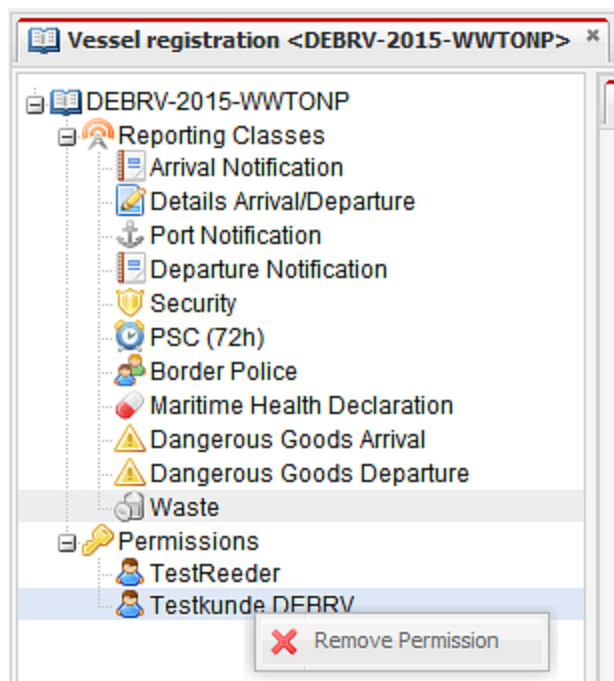 Vessel registration <DEBRV-2015-WWTONP>
DEBRV-2015-WWTONP
Reporting Classes
Arrival Notification
Details Arrival/Departure
Port Notification
Departure Notification
Security
PSC (72h)
Border Police
Maritime Health Declaration
Dangerous Goods Arrival
Dangerous Goods Departure
Waste
Permissions
TestReeder
Testkunde DEBRV
Remove Permission